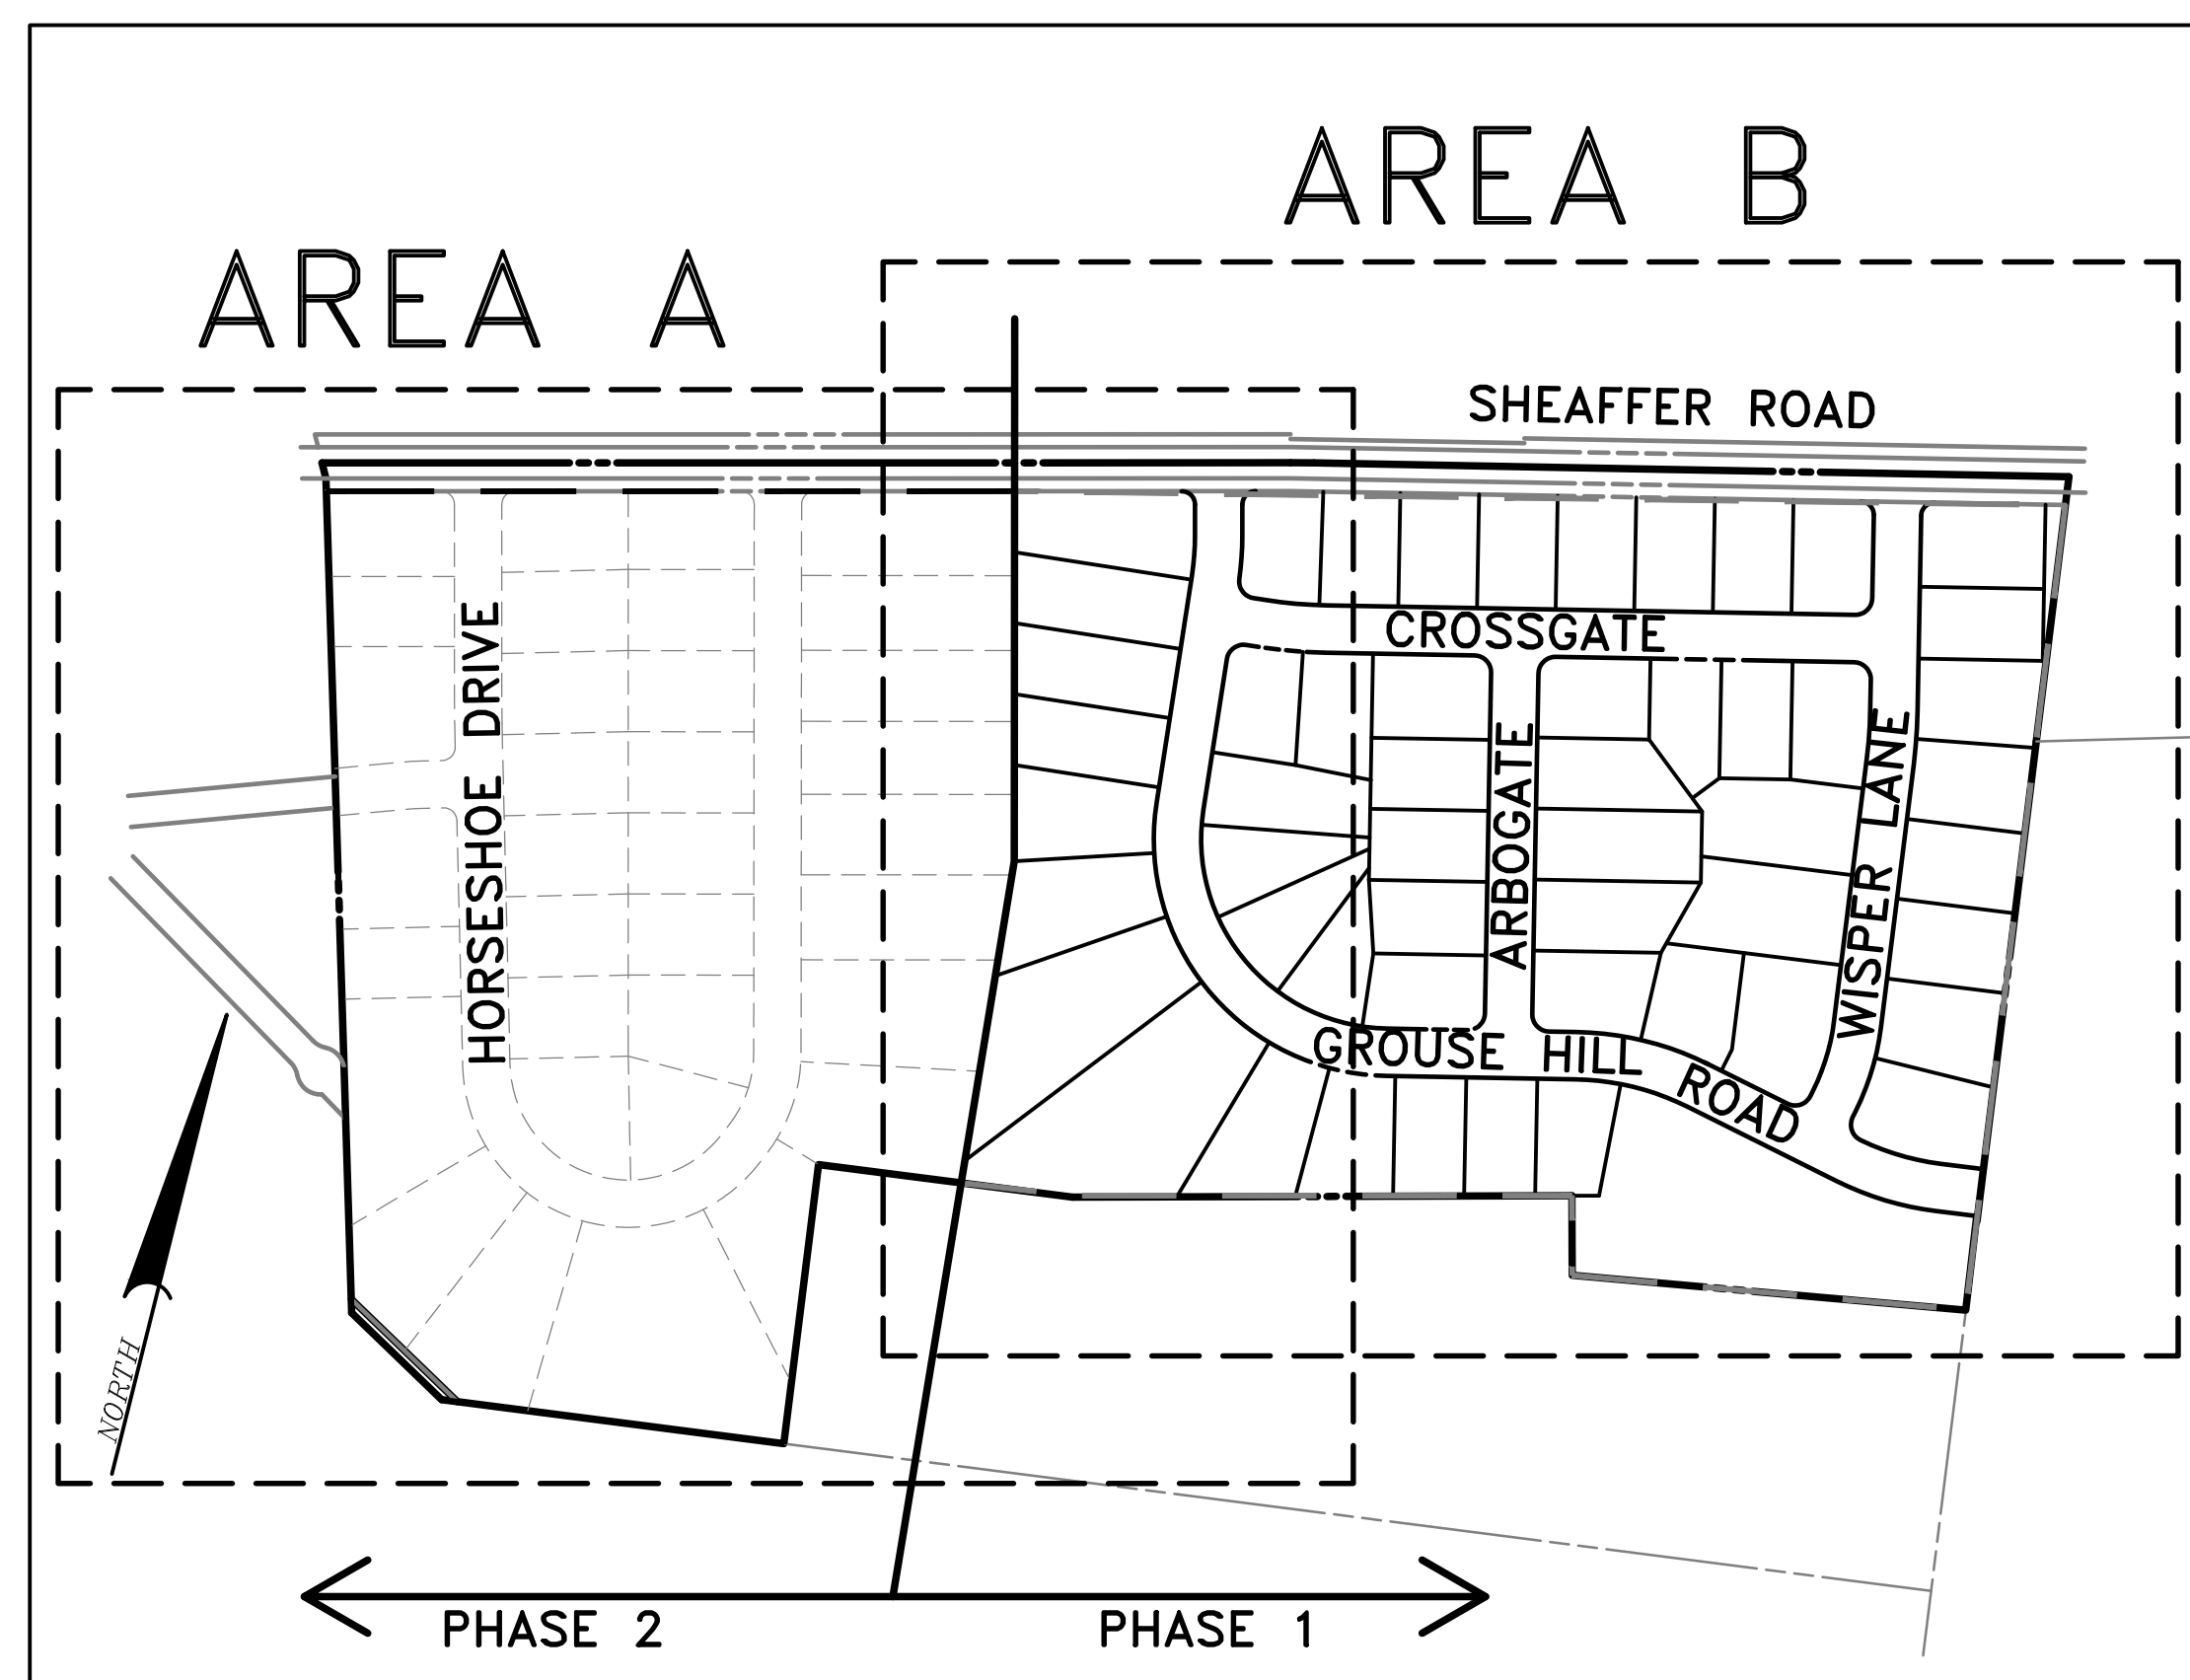 AREA B
AREA A
SHEAFFER ROAD
CROSSGATE
HORSESHOE DRIVE
ARBOGATE
WISPER LANE
GROUSE HILL ROAD
NORTH
PHASE 2
PHASE 1